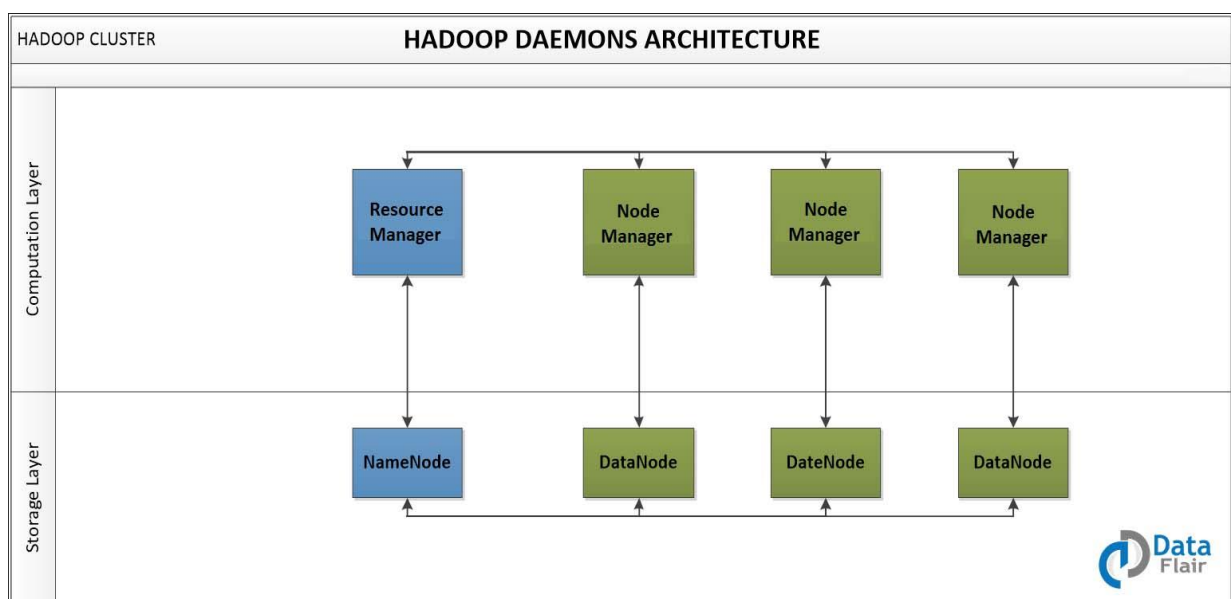 HADOOP CLUSTER
HADOOP DAEMONS ARCHITECTURE
Computation Layer
Resource
Manager
Node
Manager
Node
Manager
Node
Manager
Storage Layer
NameNode
DataNode
DateNode
DataNode
Data
Flair